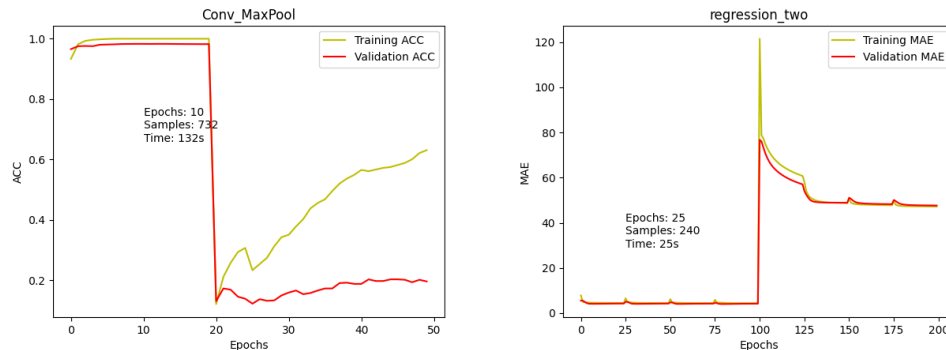 Conv_MaxPool
1.0
0.8
0.6
0.4
0.2
ACC
Training ACC
Validation ACC
Epochs: 10
Samples: 732
Time: 132s
0
10
20
30
40
50
Epochs
regression_two
120
100
80
60
40
20
0
MAE
Training MAE
Validation MAE
Epochs: 25
Samples: 240
Time: 25s
0
25
50
75
100
125
150
175
200
Epochs